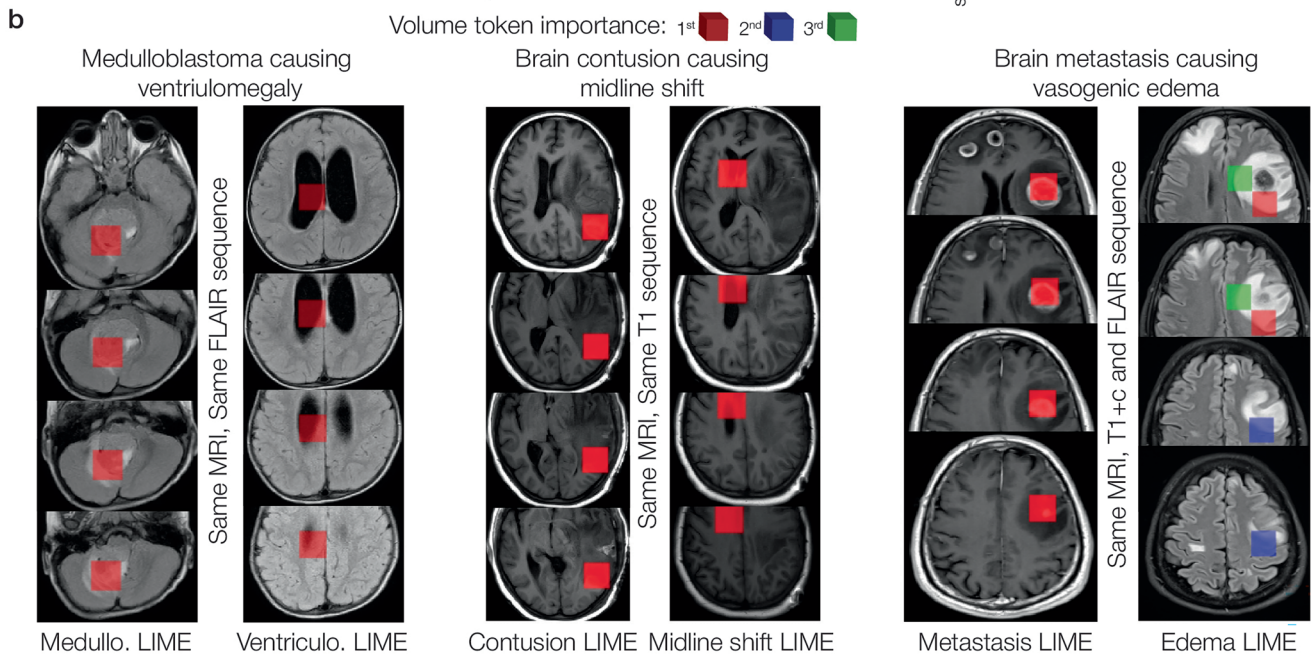 b
Volume token importance: 1st 2nd 3rd
Medulloblastoma causing
ventriulomegaly
Brain contusion causing
midline shift
Brain metastasis causing
vasogenic edema
Same MRI, Same FLAIR sequence
Same MRI, Same T1 sequence
Same MRI, T1+c and FLAIR sequence
Medullo. LIME
Ventriculo. LIME
Contusion LIME
Midline shift LIME
Metastasis LIME
Edema LIME